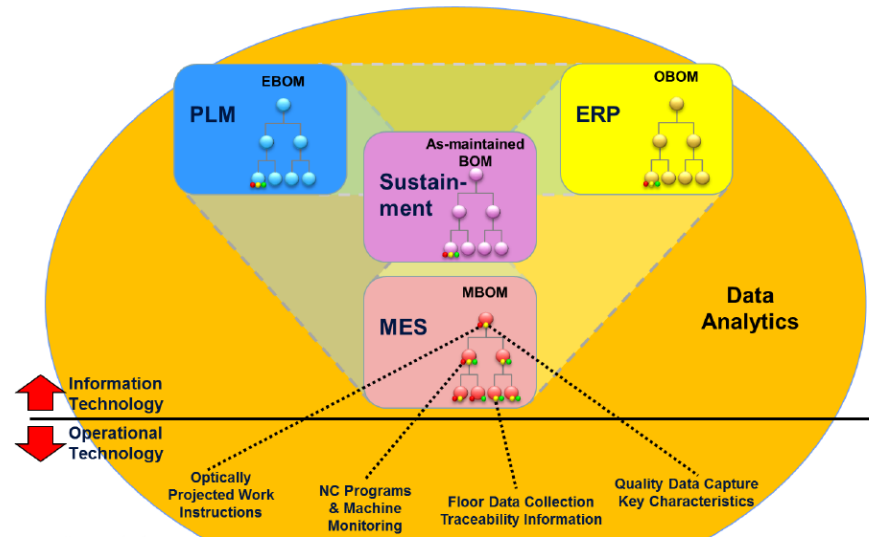 EBOM
PLM
OBOM
ERP
As-maintained
BOM
Sustain-
ment
MBOM
MES
Data
Analytics
Information
Technology
Operational
Technology
Optically
Projected Work
Instructions
NC Programs
& Machine
Monitoring
Floor Data Collection
Traceability Information
Quality Data Capture
Key Characteristics